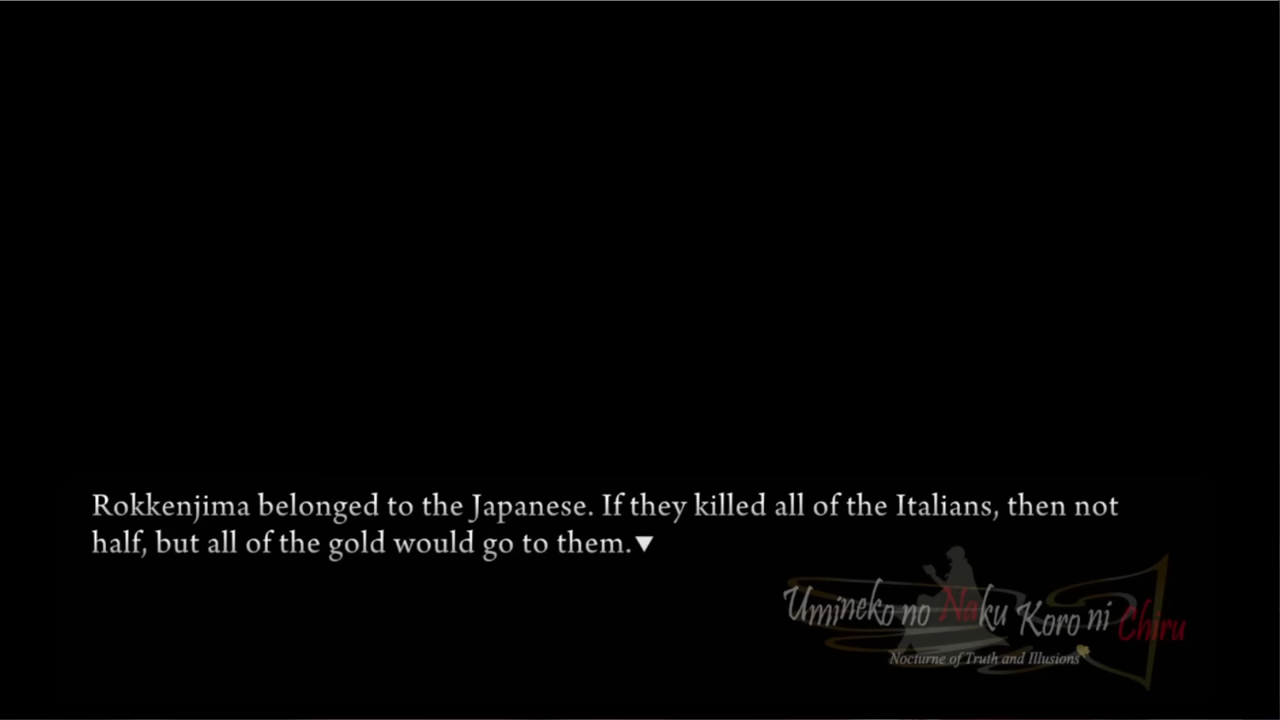 Rokkenjima belonged to the Japanese. If they killed all of the Italians, then not
half, but all of the gold would go to them.▼
Umineko no Naku Koro ni Chiru
Nocturne of Truth and Illusions